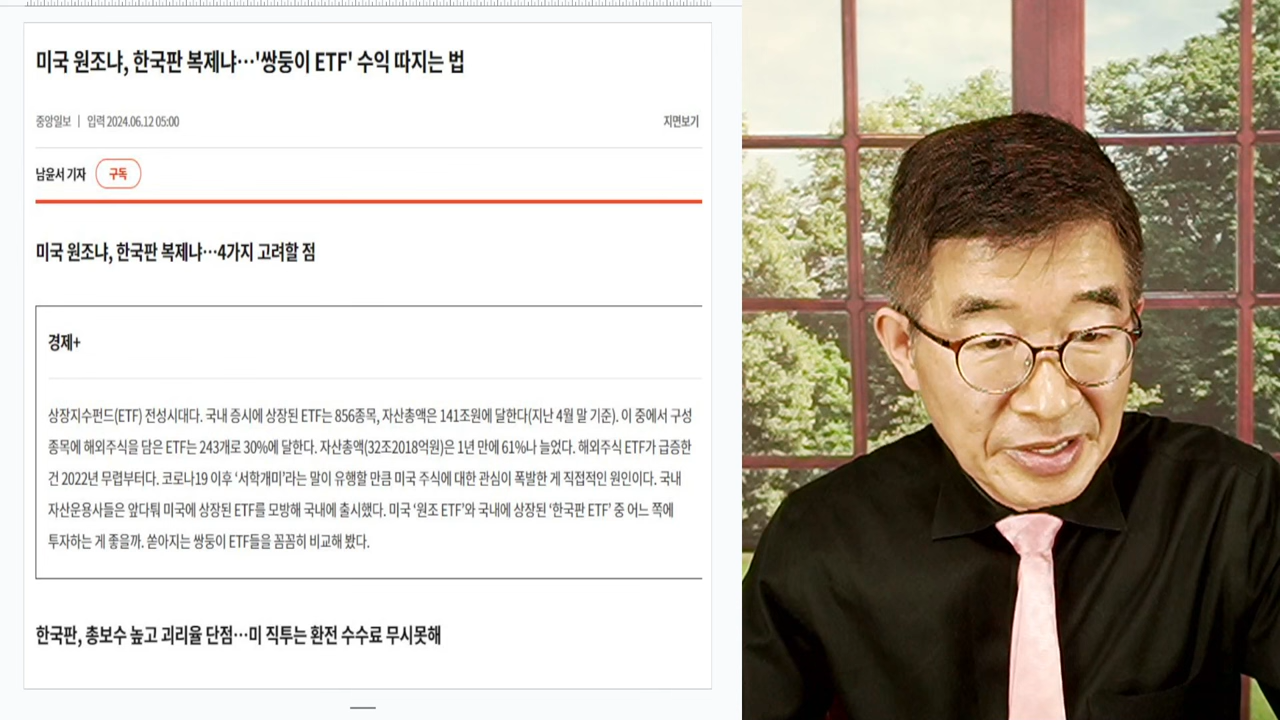 미국 원조냐, 한국판 복제냐…'쌍둥이 ETF' 수익 따지는 법
중앙일보 | 입력 2024.06.12 05:00
지면보기
남윤서 기자 구독
미국 원조냐, 한국판 복제냐…4가지 고려할 점
경제+
상장지수펀드(ETF) 전성시대다. 국내 증시에 상장된 ETF는 856종목, 자산총액은 141조원에 달한다(지난 4월 말 기준). 이 중에서 구성
종목에 해외주식을 담은 ETF는 243개로 30%에 달한다. 자산총액(32조2018억원)은 1년 만에 61%나 늘었다. 해외주식 ETF가 급증한
건 2022년 무렵부터다. 코로나19 이후 ‘서학개미’라는 말이 유행할 만큼 미국 주식에 대한 관심이 폭발한 게 직접적인 원인이다. 국내
자산운용사들은 앞다퉈 미국에 상장된 ETF를 모방해 국내에 출시했다. 미국 ‘원조 ETF’와 국내에 상장된 ‘한국판 ETF’ 중 어느 쪽에
투자하는 게 좋을까. 쏟아지는 쌍둥이 ETF들을 꼼꼼히 비교해 봤다.
한국판, 총보수 높고 괴리율 단점…미 직투는 환전 수수료 무시못해